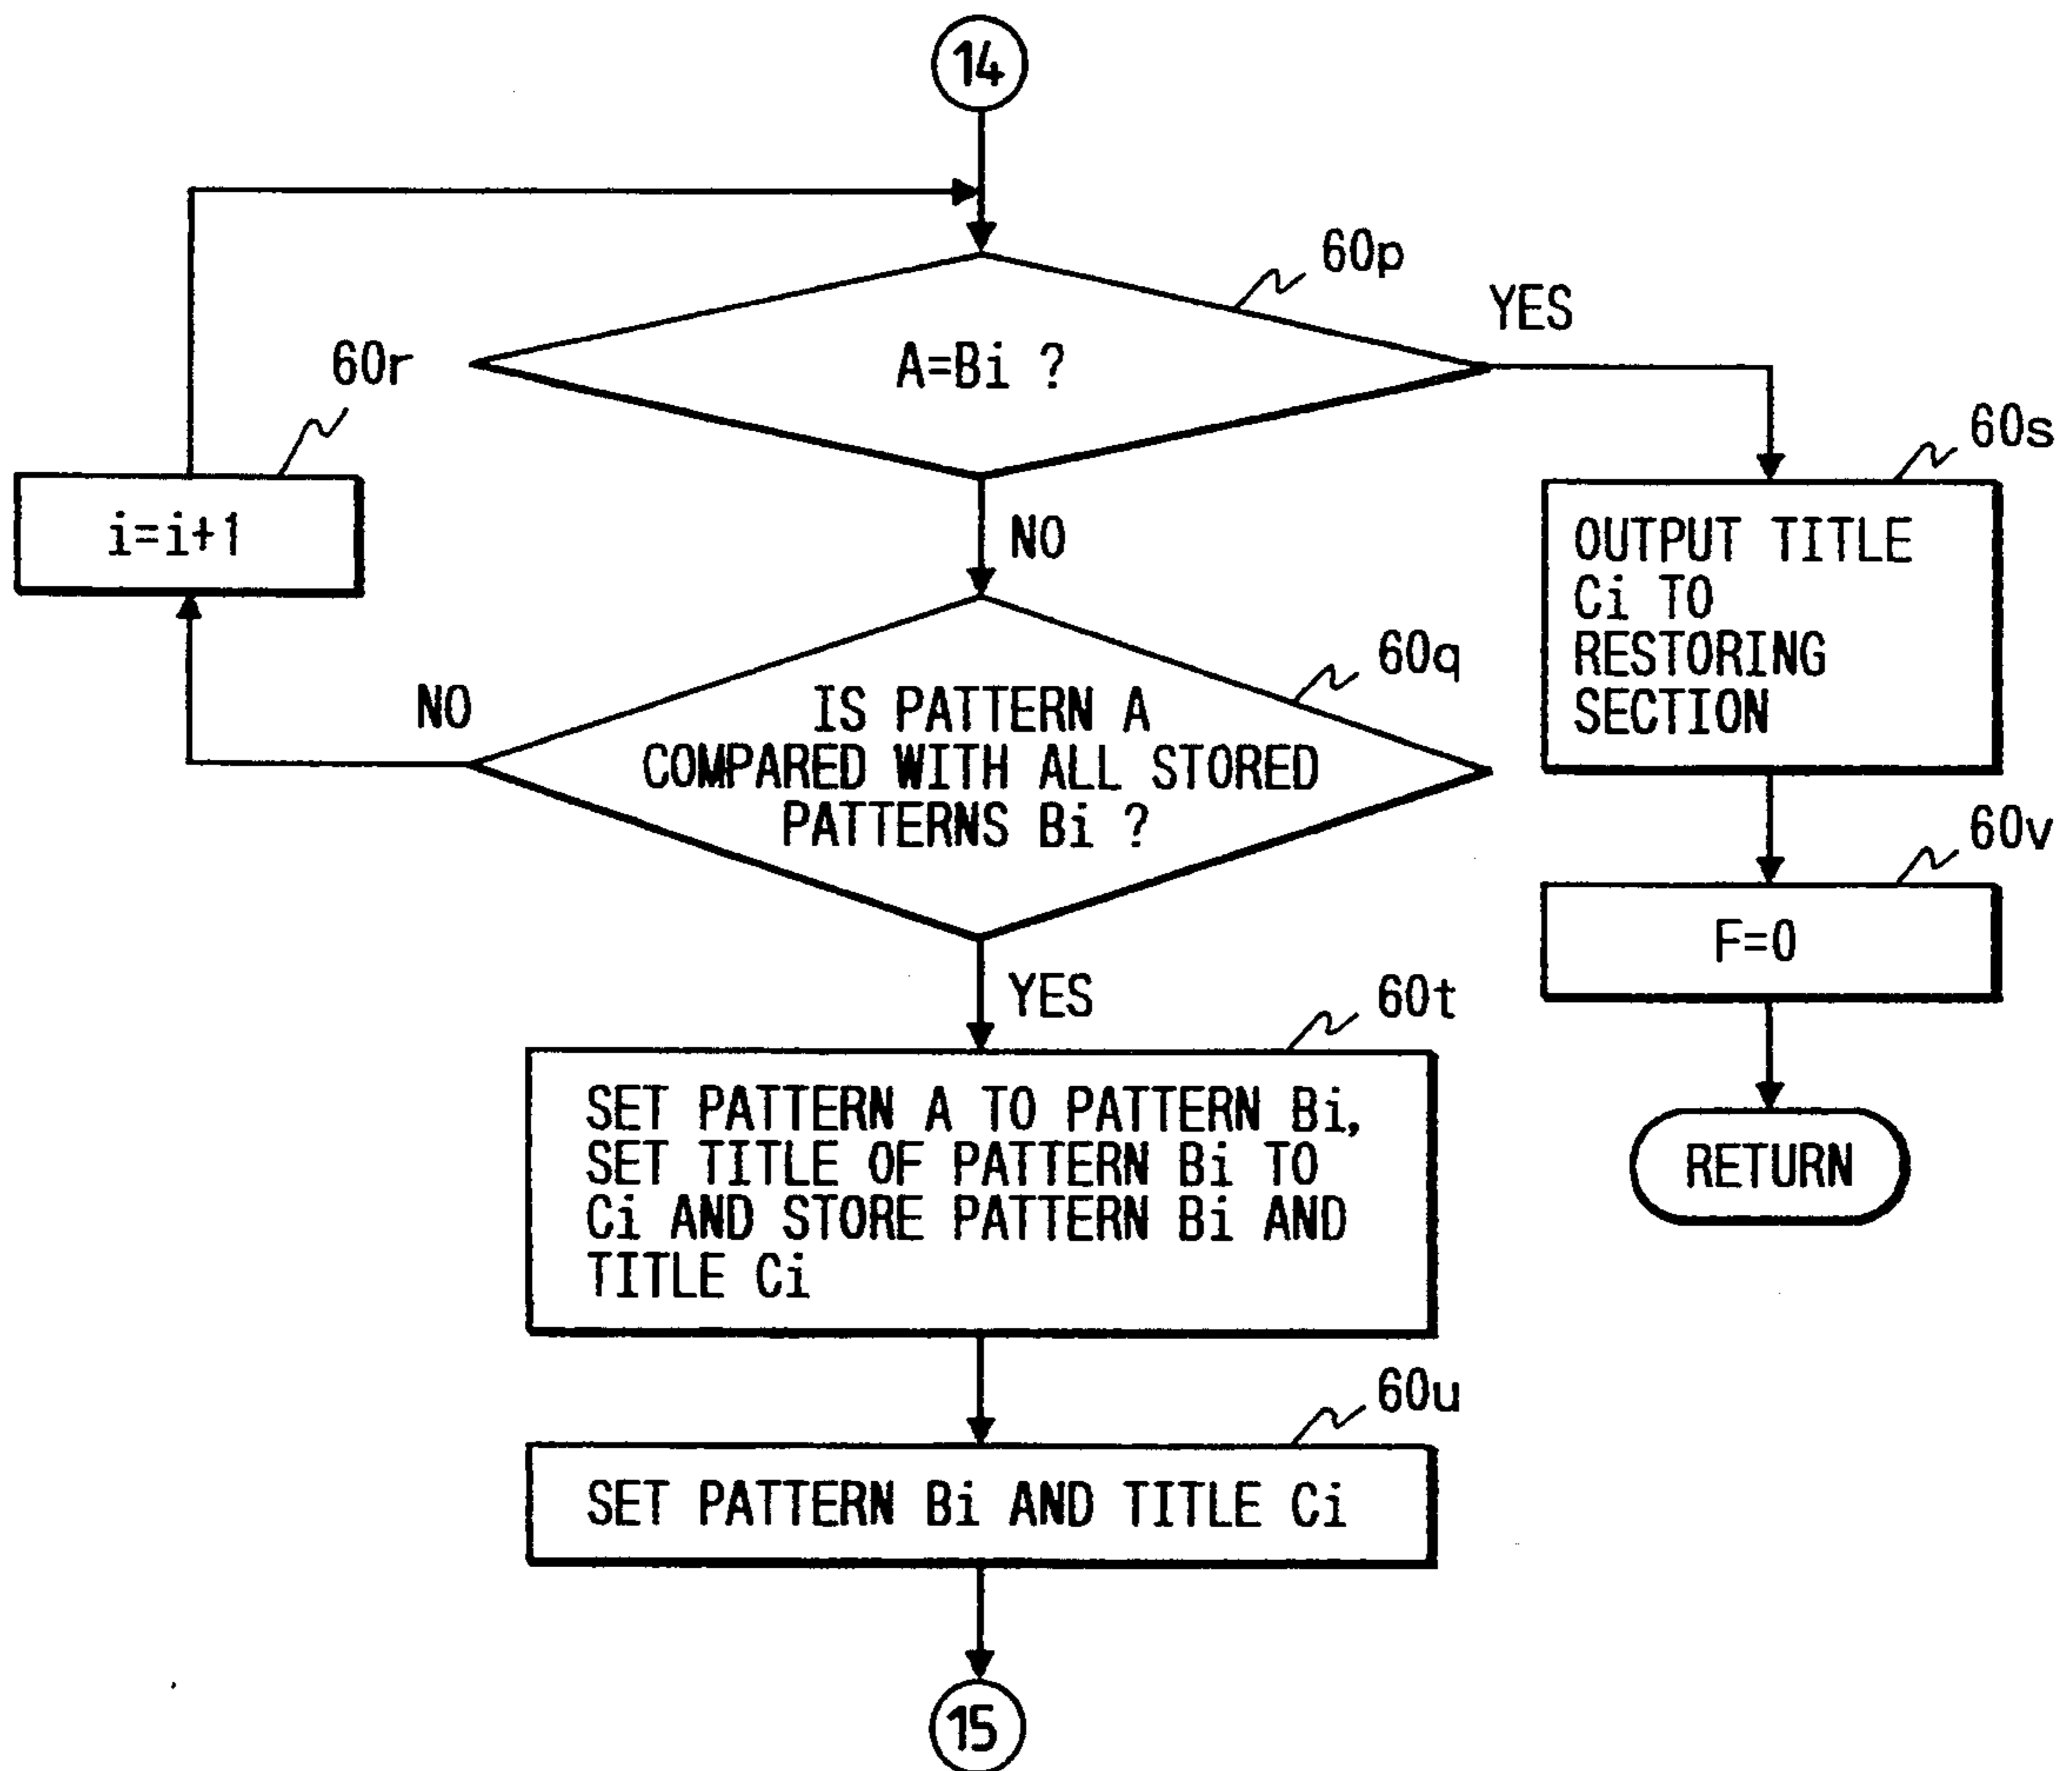 14
60p
YES
A=Bi ?
60r
i=i+1
NO
60s
OUTPUT TITLE
Ci TO
RESTORING
SECTION
60q
NO
IS PATTERN A
COMPARED WITH ALL STORED
PATTERNS Bi ?
60v
F=0
YES
RETURN
60t
SET PATTERN A TO PATTERN Bi,
SET TITLE OF PATTERN Bi TO
Ci AND STORE PATTERN Bi AND
TITLE Ci
60u
SET PATTERN Bi AND TITLE Ci
15